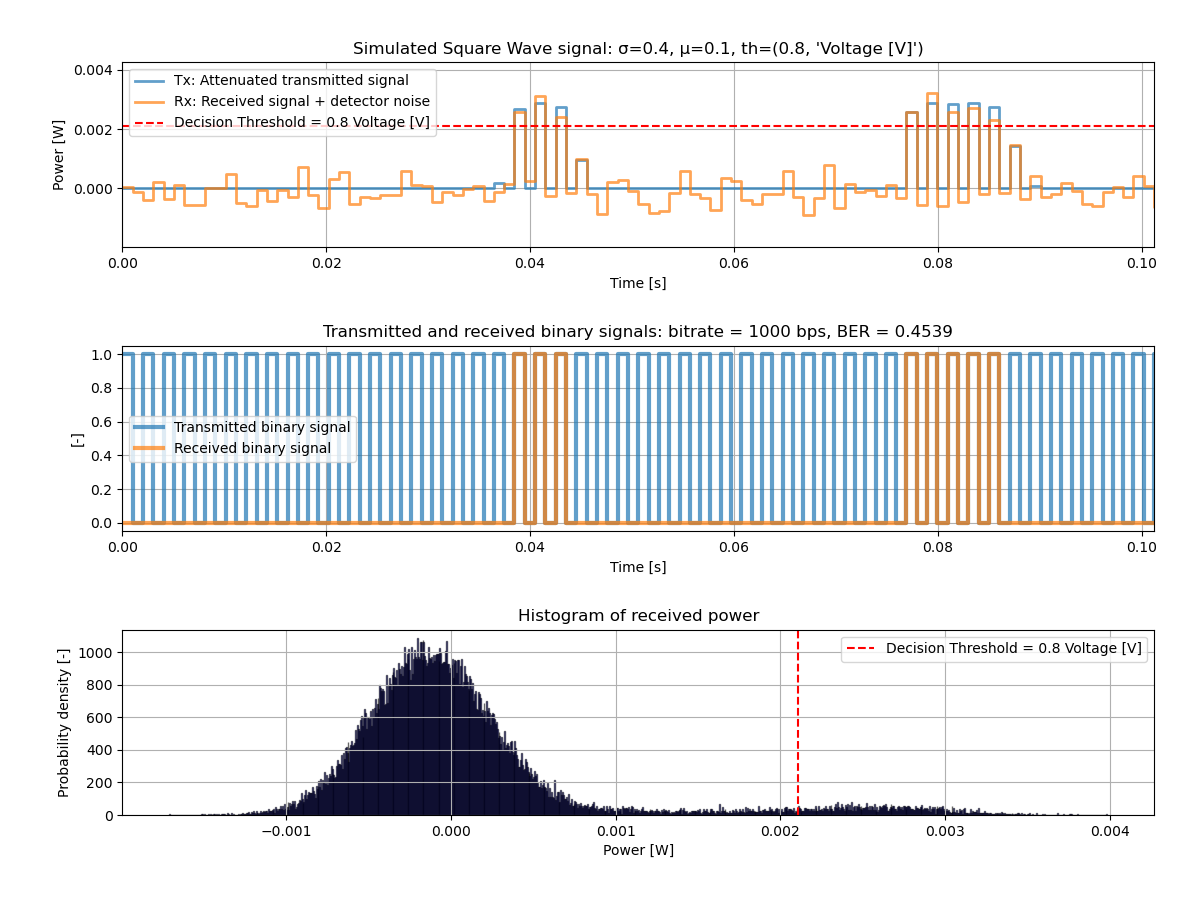 Simulated Square Wave signal: σ=0.4, μ=0.1, th=(0.8, 'Voltage [V]')
Power [W]
0.004
0.002
0.000
Tx: Attenuated transmitted signal
Rx: Received signal + detector noise
Decision Threshold = 0.8 Voltage [V]
0.00 0.02 0.04 0.06 0.08 0.10
Time [s]
Transmitted and received binary signals: bitrate = 1000 bps, BER = 0.4539
[-]
1.0
0.8
0.6
0.4
0.2
0.0
Transmitted binary signal
Received binary signal
0.00 0.02 0.04 0.06 0.08 0.10
Time [s]
Histogram of received power
Probability density [-]
1000
800
600
400
200
0
Decision Threshold = 0.8 Voltage [V]
−0.001 0.000 0.001 0.002 0.003 0.004
Power [W]